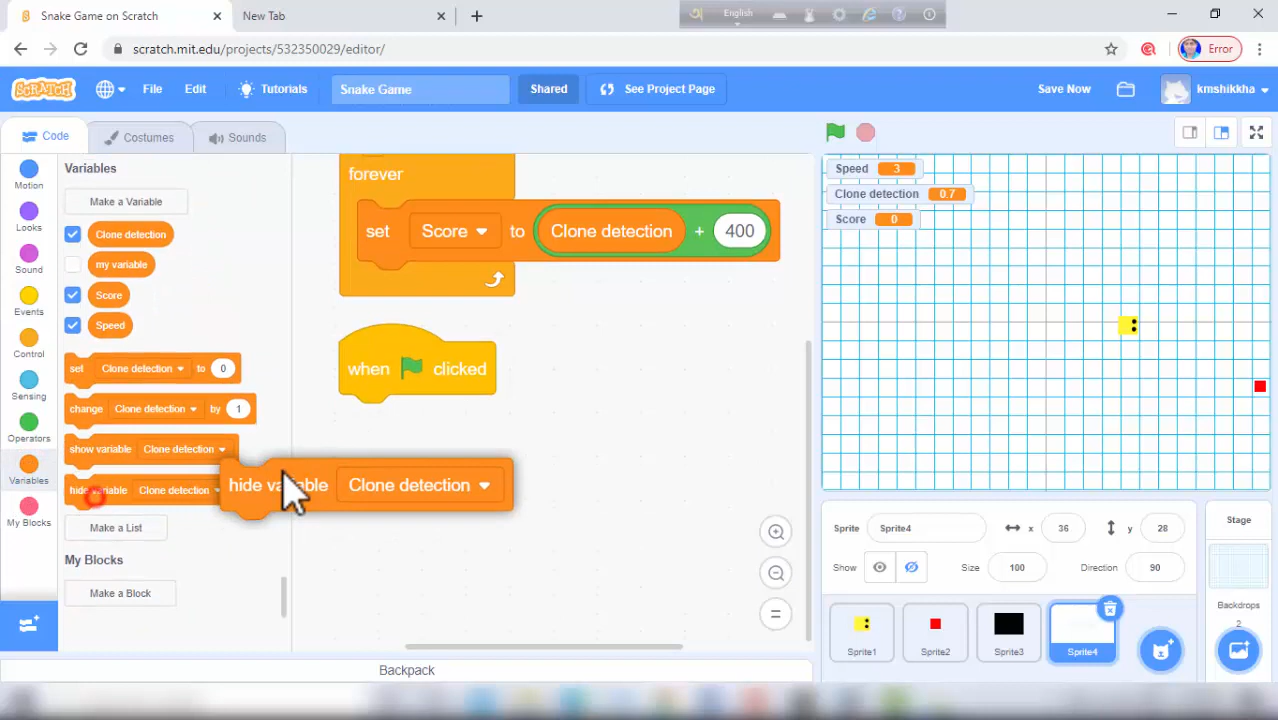 Snake Game on Scratch
New Tab
English
scratch.mit.edu/projects/532350029/editor/
Error
SCRATCH
File
Edit
Tutorials
Snake Game
Shared
See Project Page
Save Now
kmshikkha
Code
Costumes
Sounds
Motion
Looks
Sound
Events
Control
Sensing
Operators
Variables
My Blocks
Variables
Make a Variable
Clone detection
my variable
Score
Speed
set Clone detection to 0
change Clone detection by 1
show variable Clone detection
hide variable Clone detection
Make a List
My Blocks
Make a Block
forever
set Score to Clone detection + 400
when clicked
hide variable Clone detection
Backpack
Speed 3
Clone detection 0.7
Score 0
Sprite Sprite4 x 36 y 28
Show Size 100 Direction 90
Sprite1
Sprite2
Sprite3
Sprite4
Stage
Backdrops
2